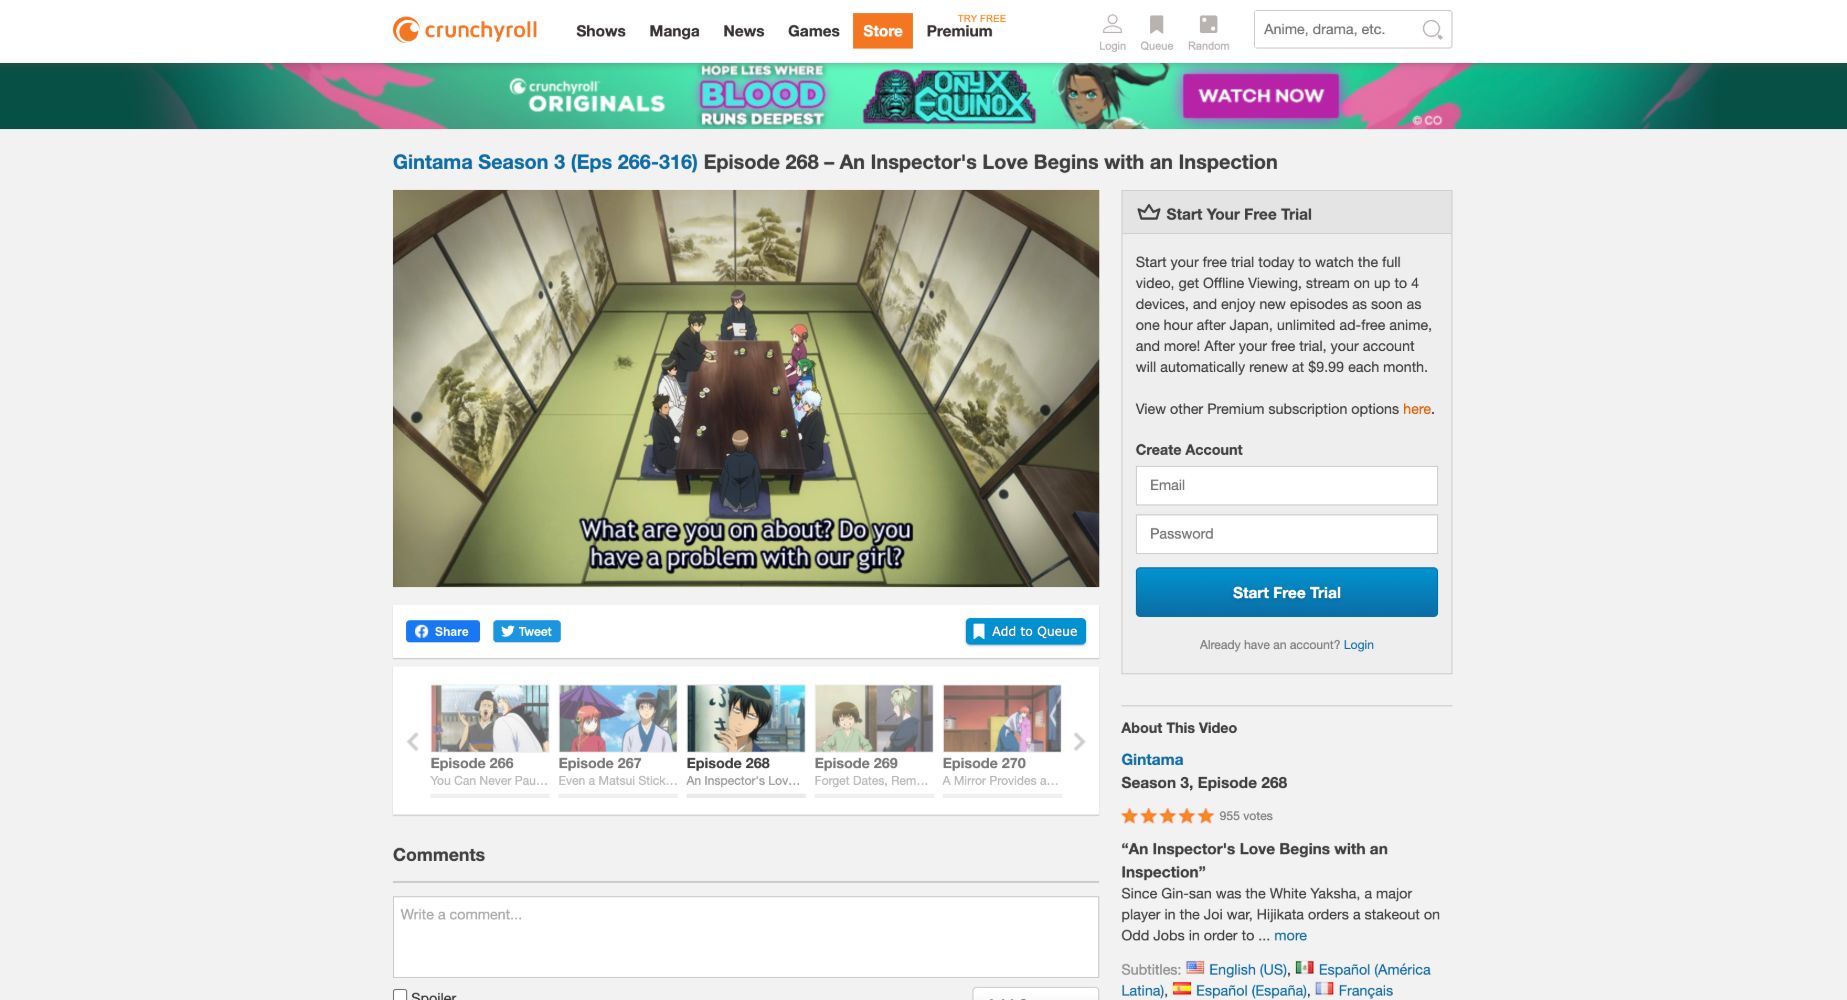 crunchyroll
Shows
Manga
News
Games
Store
TRY FREE
Premium
Login
Queue
Random
Anime, drama, etc.
crunchyroll
ORIGINALS
HOPE LIES WHERE
BLOOD
RUNS DEEPEST
ONYX
EQUINOX
WATCH NOW
© CO
Gintama Season 3 (Eps 266-316) Episode 268 – An Inspector's Love Begins with an Inspection
What are you on about? Do you
have a problem with our girl?
Share
Tweet
Add to Queue
Episode 266
You Can Never Pau...
Episode 267
Even a Matsui Stick...
ふさ
Episode 268
An Inspector's Lov...
Episode 269
Forget Dates, Rem...
Episode 270
A Mirror Provides a...
Comments
Write a comment...
Spoiler
Start Your Free Trial
Start your free trial today to watch the full
video, get Offline Viewing, stream on up to 4
devices, and enjoy new episodes as soon as
one hour after Japan, unlimited ad-free anime,
and more! After your free trial, your account
will automatically renew at $9.99 each month.
View other Premium subscription options here.
Create Account
Email
Password
Start Free Trial
Already have an account? Login
About This Video
Gintama
Season 3, Episode 268
955 votes
“An Inspector's Love Begins with an
Inspection”
Since Gin-san was the White Yaksha, a major
player in the Joi war, Hijikata orders a stakeout on
Odd Jobs in order to ... more
Subtitles: English (US), Español (América
Latina), Español (España), Français